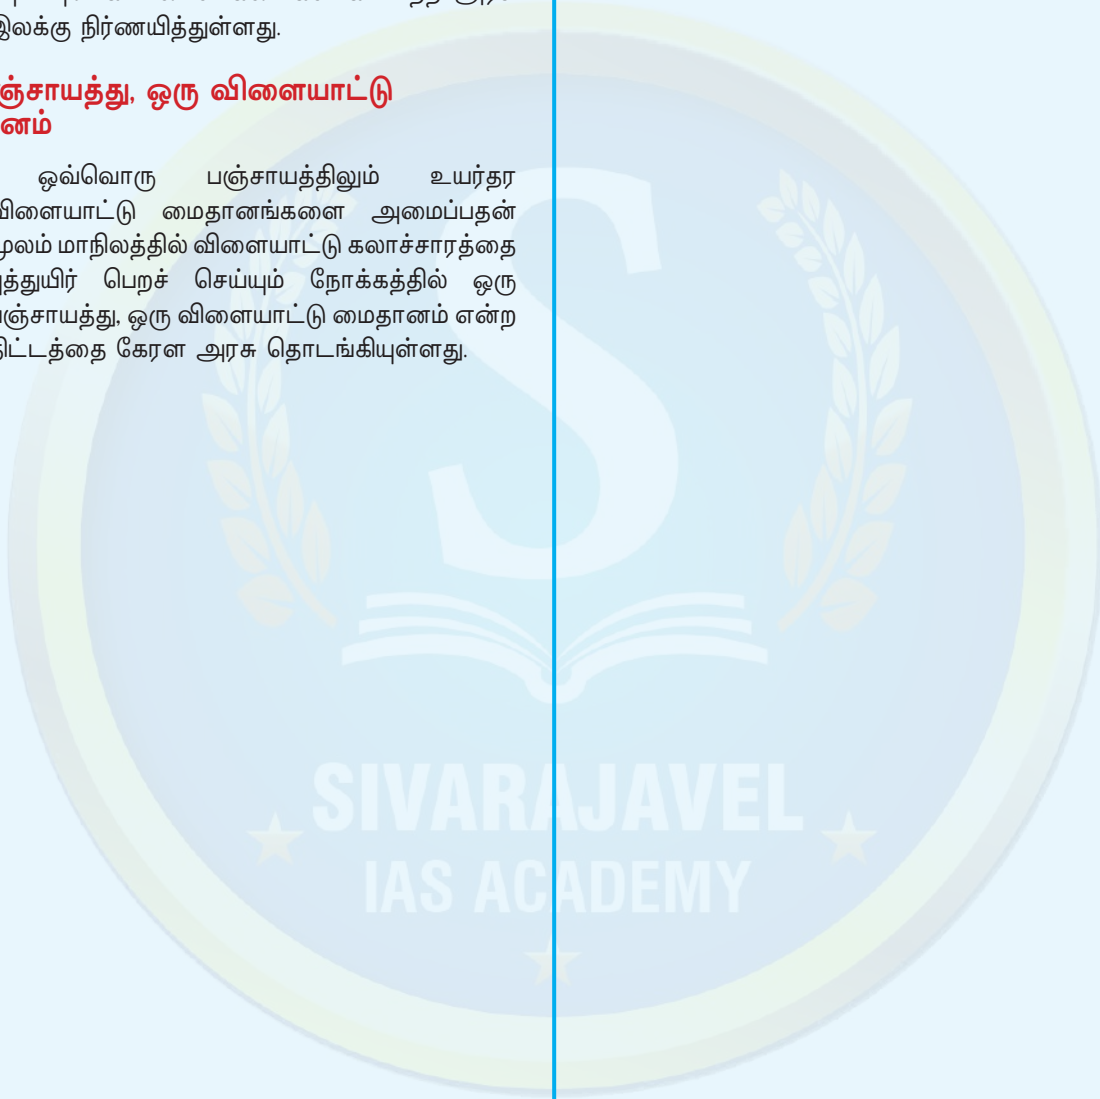 இலக்கு நிர்ணயித்துள்ளது.
ஞ்சாயத்து, ஒரு விளையாட்டு
னம்
ஒவ்வொரு பஞ்சாயத்திலும் உயர்தர
விளையாட்டு மைதானங்களை அமைப்பதன்
மூலம் மாநிலத்தில் விளையாட்டு கலாச்சாரத்தை
புத்துயிர் பெறச் செய்யும் நோக்கத்தில் ஒரு
பஞ்சாயத்து, ஒரு விளையாட்டு மைதானம் என்ற
திட்டத்தை கேரள அரசு தொடங்கியுள்ளது.
S
SIVARAJAVEL
IAS ACADEMY